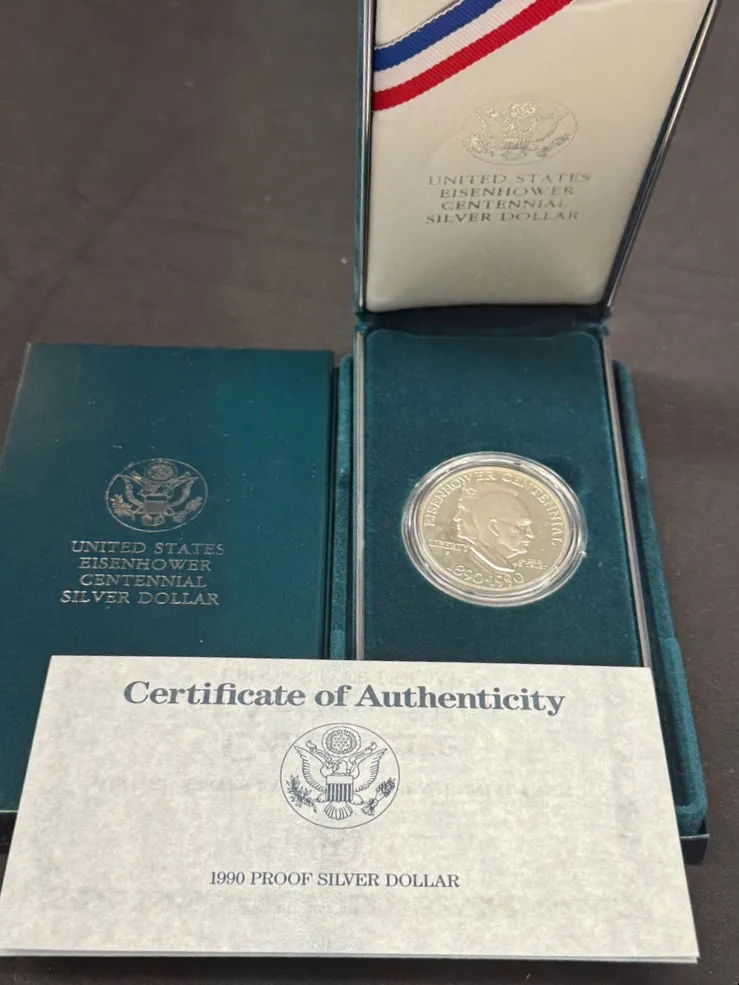 UNITED STATES
EISENHOWER
CENTENNIAL
SILVER DOLLAR
EISENHOWER CENTENNIAL
LIBERTY
1890-1990
UNITED STATES
EISENHOWER
CENTENNIAL
SILVER DOLLAR
Certificate of Authenticity
1990 PROOF SILVER DOLLAR